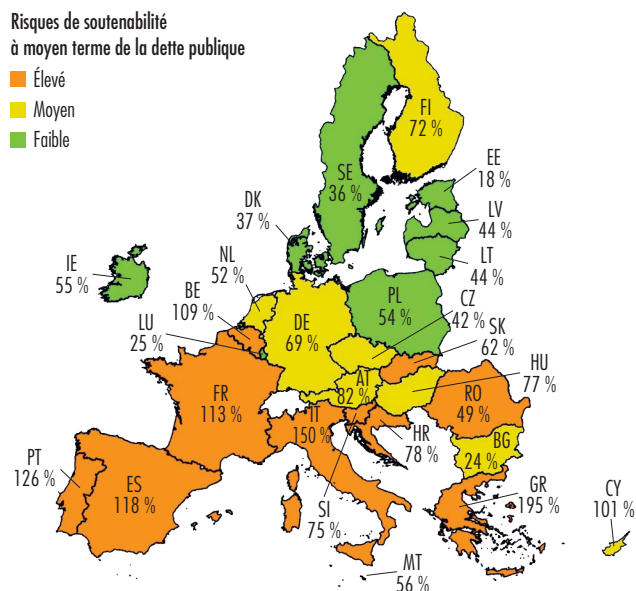 Risques de soutenabilité
à moyen terme de la dette publique
Élevé
Moyen
Faible
FI
72 %
SE
36 %
EE
18 %
DK
37 %
LV
44 %
LT
44 %
IE
55 %
NL
52 %
BE
109 %
LU
25 %
DE
69 %
PL
54 %
CZ
42 %
SK
62 %
HU
77 %
AT
82 %
FR
113 %
IT
150 %
RO
49 %
HR
78 %
BG
24 %
PT
126 %
ES
118 %
SI
75 %
GR
195 %
CY
101 %
MT
56 %